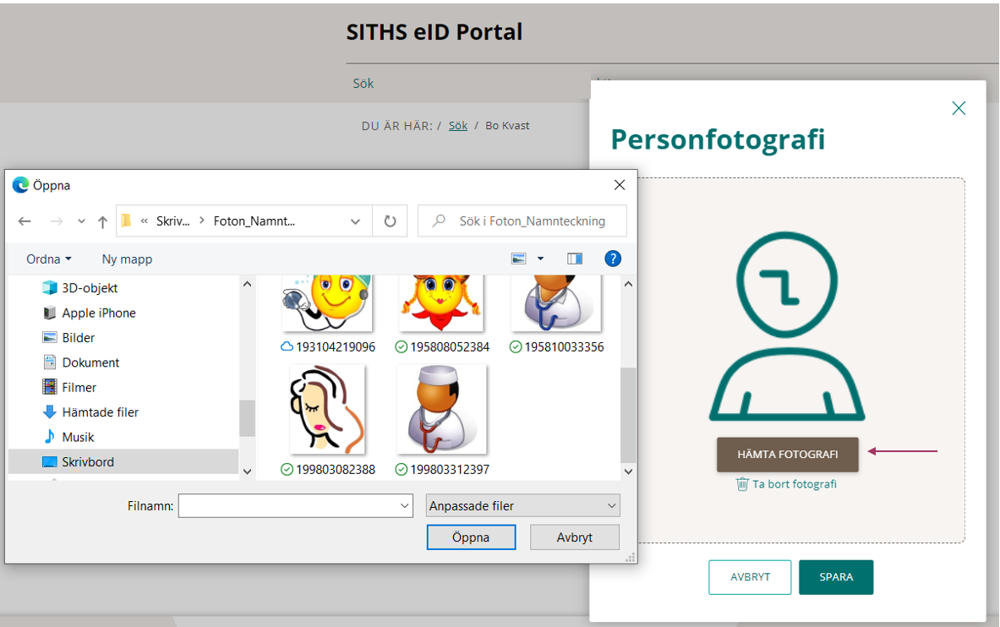 SITHS eID Portal
Sök
DU ÄR HÄR: / Sök / Bo Kvast
Personfotografi
Öppna
« Skriv... › Foton_Namnt...
Sök i Foton_Namnteckning
Ordna
Ny mapp
?
3D-objekt
Apple iPhone
Bilder
Dokument
Filmer
Hämtade filer
Musik
Skrivbord
193104219096
195808052384
195810033356
199803082388
199803312397
Filnamn:
Anpassade filer
Öppna
Avbryt
HÄMTA FOTOGRAFI
Ta bort fotografi
AVBRYT
SPARA